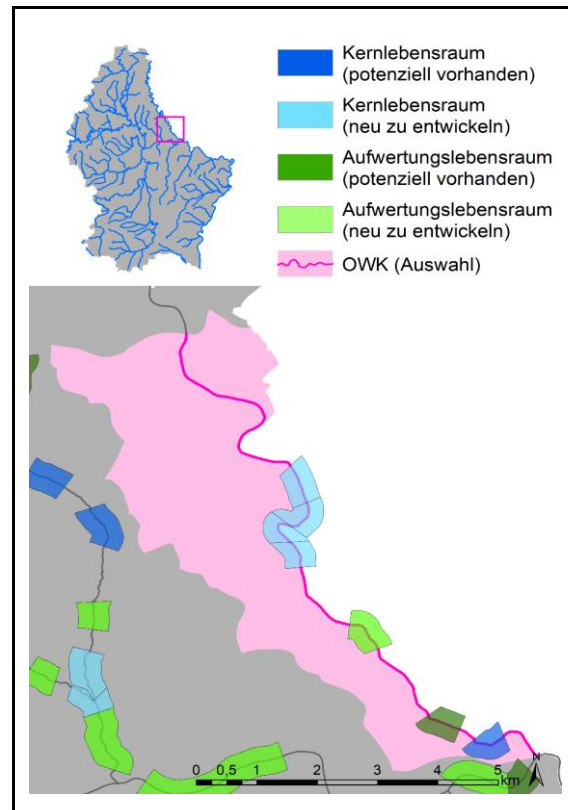 Kernlebensraum
(potenziell vorhanden)
Kernlebensraum
(neu zu entwickeln)
Aufwertungslebensraum
(potenziell vorhanden)
Aufwertungslebensraum
(neu zu entwickeln)
OWK (Auswahl)
N
0 0,5 1 2 3 4 5
km